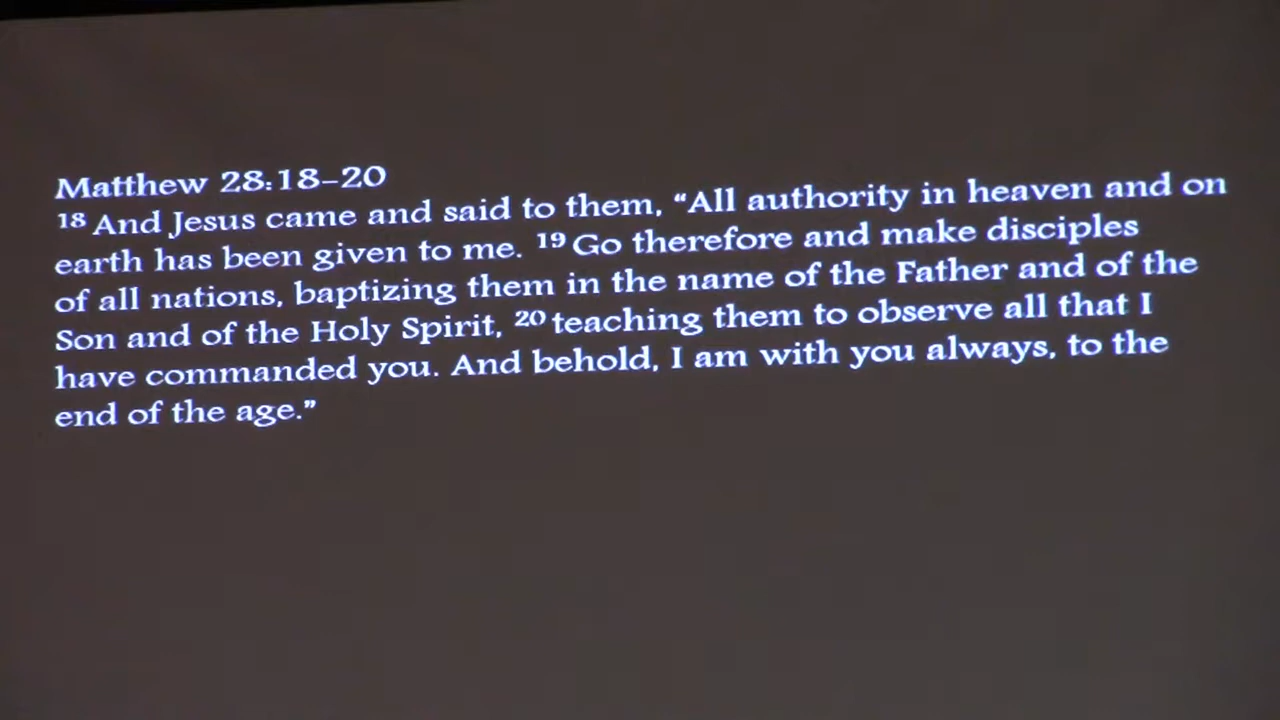 Matthew 28:18–20
18 And Jesus came and said to them, “All authority in heaven and on
earth has been given to me. 19 Go therefore and make disciples
of all nations, baptizing them in the name of the Father and of the
Son and of the Holy Spirit, 20 teaching them to observe all that I
have commanded you. And behold, I am with you always, to the
end of the age.”